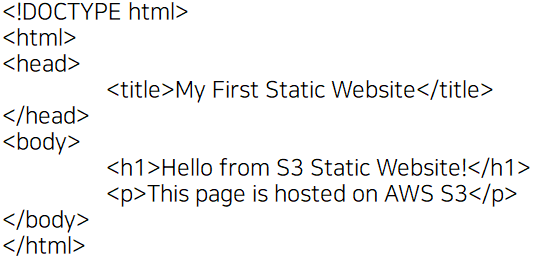 <!DOCTYPE html>
<html>
<head>
<title>My First Static Website</title>
</head>
<body>
<h1>Hello from S3 Static Website!</h1>
<p>This page is hosted on AWS S3</p>
</body>
</html>